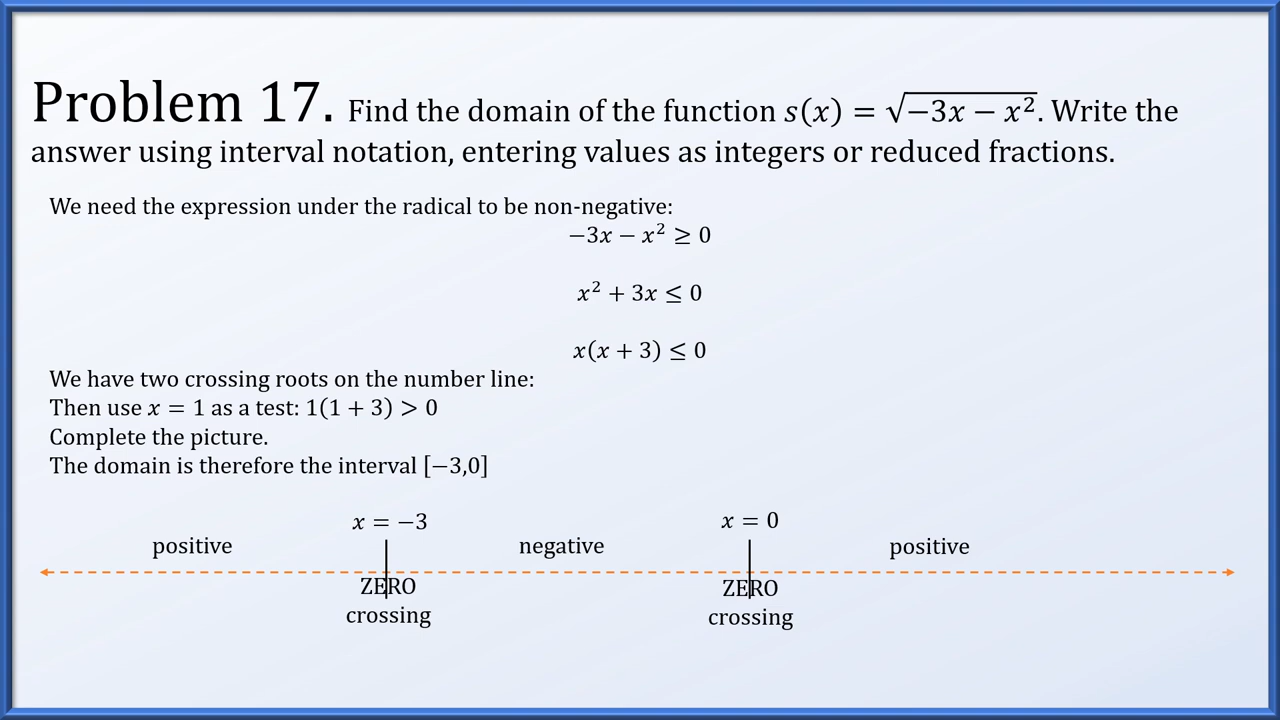 Problem 17. Find the domain of the function s(x) = √(−3x − x²). Write the
answer using interval notation, entering values as integers or reduced fractions.
We need the expression under the radical to be non-negative:
−3x − x² ≥ 0
x² + 3x ≤ 0
x(x + 3) ≤ 0
We have two crossing roots on the number line:
Then use x = 1 as a test: 1(1 + 3) > 0
Complete the picture.
The domain is therefore the interval [−3,0]
x = −3 x = 0
positive negative positive
ZERO ZERO
crossing crossing